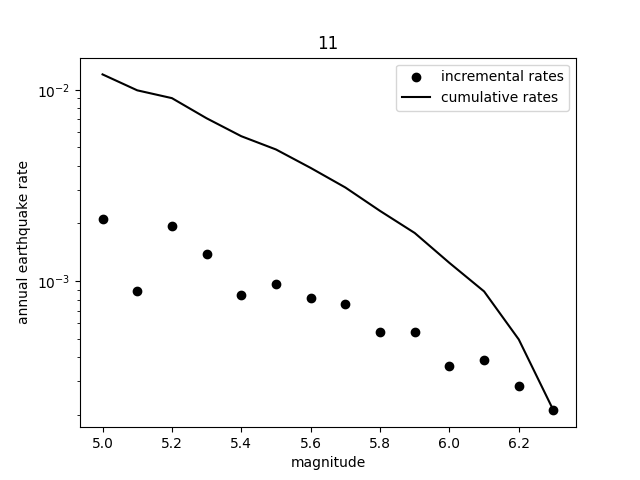 11
incremental rates
cumulative rates
annual earthquake rate
10⁻²
10⁻³
5.0 5.2 5.4 5.6 5.8 6.0 6.2
magnitude